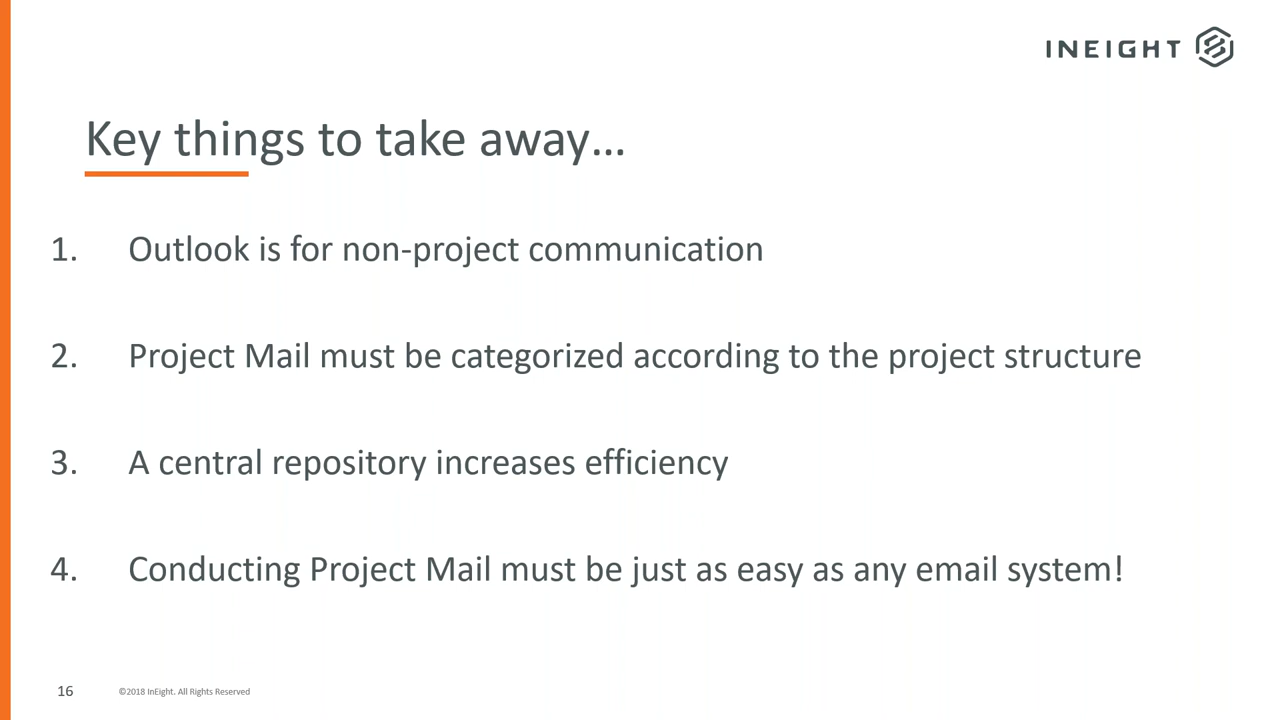 INEIGHT
Key things to take away...
1. Outlook is for non-project communication
2. Project Mail must be categorized according to the project structure
3. A central repository increases efficiency
4. Conducting Project Mail must be just as easy as any email system!
16 ©2018 InEight. All Rights Reserved